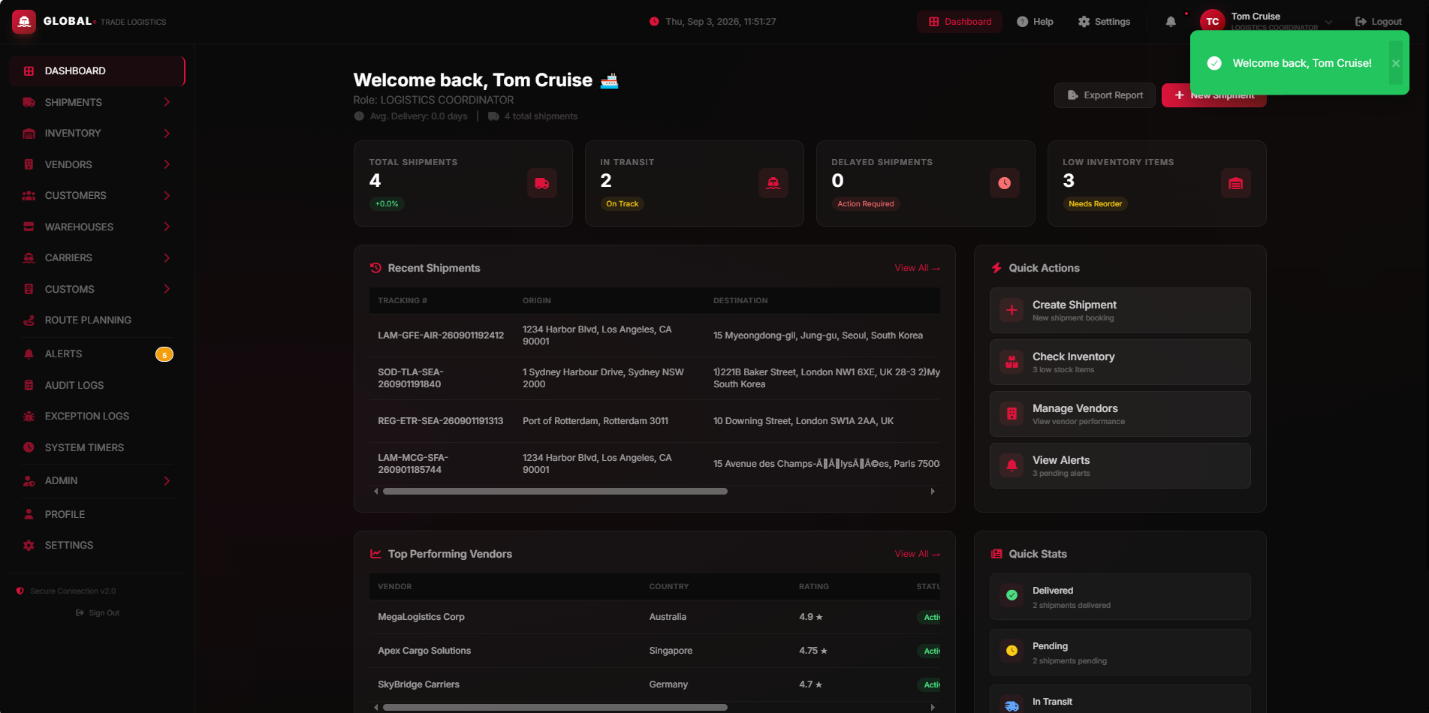 GLOBAL• TRADE LOGISTICS
Thu, Sep 3, 2026, 11:51:27
Dashboard
Help
Settings
TC
Tom Cruise
LOGISTICS COORDINATOR
Logout
Welcome back, Tom Cruise!
×
DASHBOARD
SHIPMENTS
INVENTORY
VENDORS
CUSTOMERS
WAREHOUSES
CARRIERS
CUSTOMS
ROUTE PLANNING
ALERTS
AUDIT LOGS
EXCEPTION LOGS
SYSTEM TIMERS
ADMIN
PROFILE
SETTINGS
Secure Connection v2.0
Sign Out
Welcome back, Tom Cruise 🚢
Role: LOGISTICS COORDINATOR
Avg. Delivery: 0.0 days | 4 total shipments
Export Report
+ New Shipment
TOTAL SHIPMENTS
4
+0.0%
IN TRANSIT
2
On Track
DELAYED SHIPMENTS
0
Action Required
LOW INVENTORY ITEMS
3
Needs Reorder
Recent Shipments
View All →
TRACKING # ORIGIN DESTINATION
LAM-GFE-AIR-260901192412
1234 Harbor Blvd, Los Angeles, CA
90001
15 Myeongdong-gil, Jung-gu, Seoul, South Korea
SOD-TLA-SEA-
260901191840
1 Sydney Harbour Drive, Sydney NSW
2000
1)221B Baker Street, London NW1 6XE, UK 28-3 2)My
South Korea
REG-ETR-SEA-260901191313
Port of Rotterdam, Rotterdam 3011
10 Downing Street, London SW1A 2AA, UK
LAM-MCG-SFA-
260901185744
1234 Harbor Blvd, Los Angeles, CA
90001
15 Avenue des Paris
Quick Actions
Create Shipment
New shipment booking
Check Inventory
3 low stock items
Manage Vendors
View vendor performance
View Alerts
3 pending alerts
Top Performing Vendors
View All →
VENDOR COUNTRY RATING STATU
MegaLogistics Corp Australia 4.9 ★ Acti
Apex Cargo Solutions Singapore 4.75 ★ Acti
SkyBridge Carriers Germany 4.7 ★ Acti
Quick Stats
Delivered
2 shipments delivered
Pending
2 shipments pending
In Transit